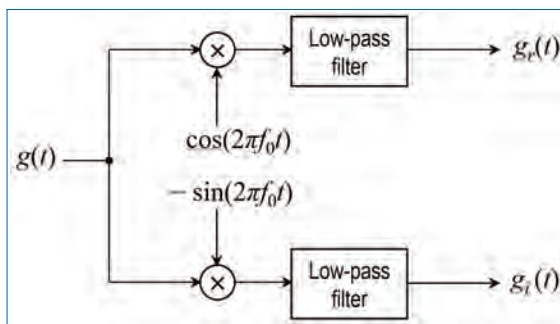 Low-pass
filter
g_r(t)
×
cos(2πf₀t)
g(t)
− sin(2πf₀t)
×
Low-pass
filter
g_i(t)